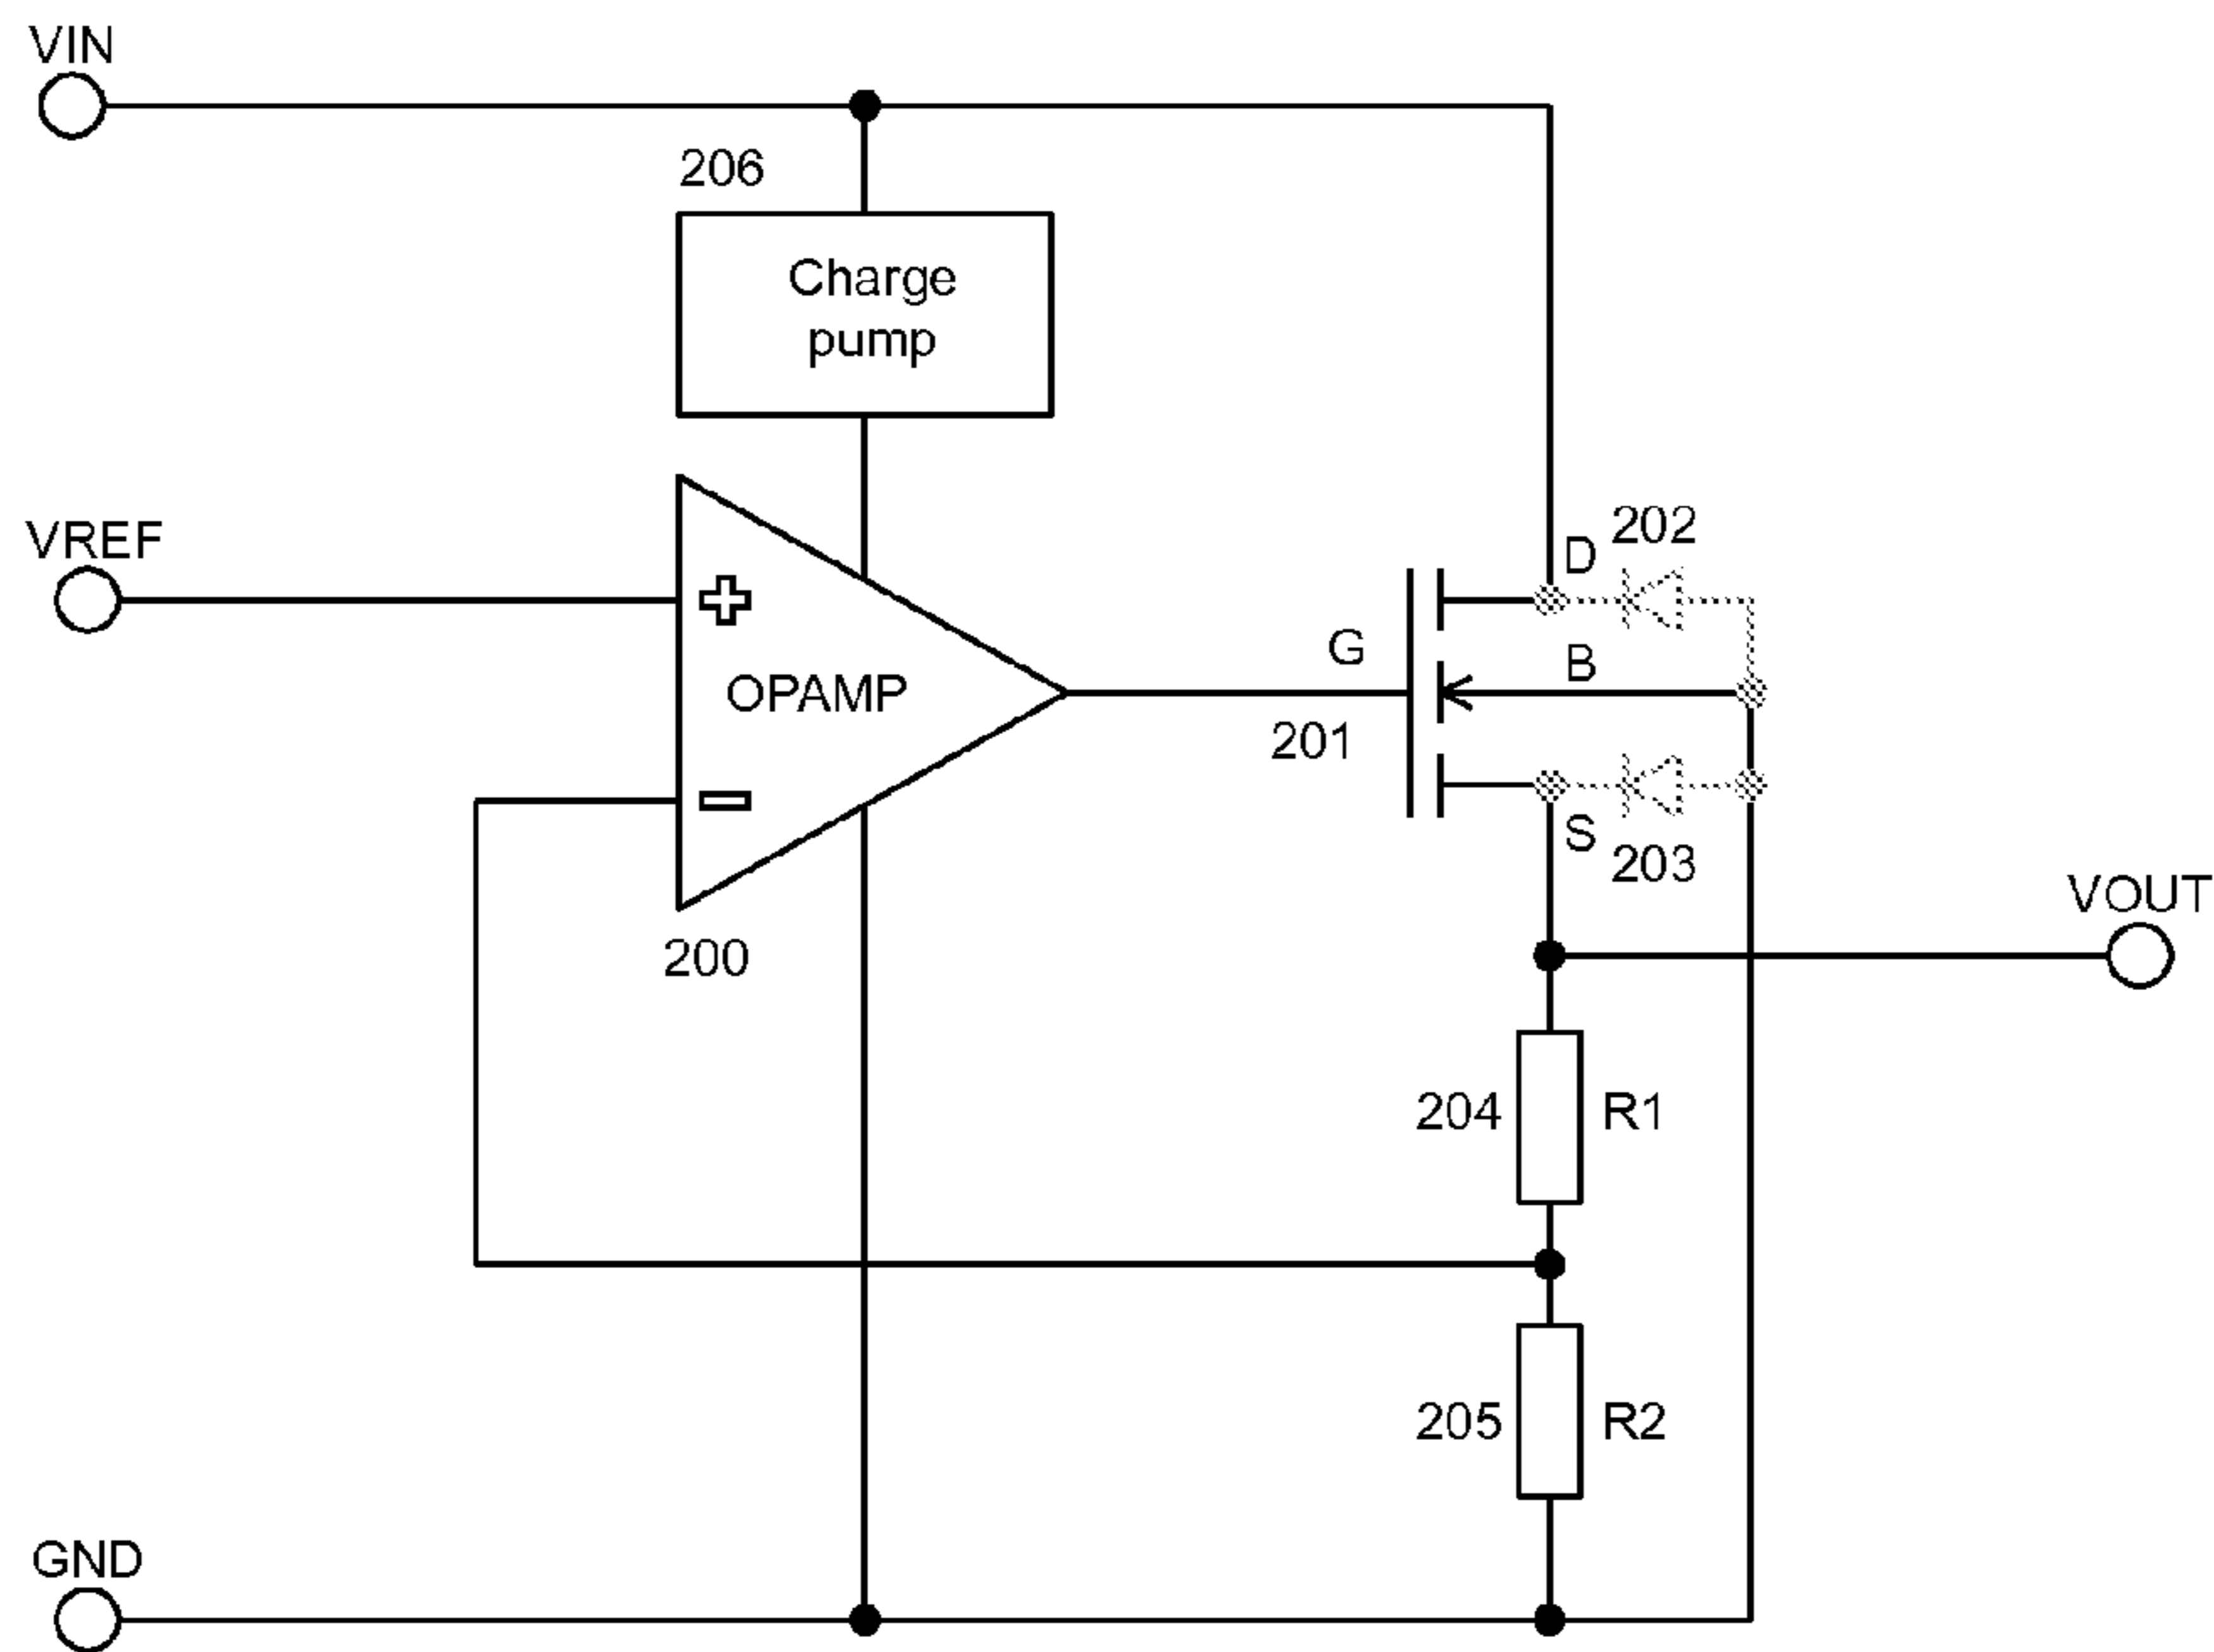 VIN
206
Charge
pump
VREF
202
D
+
G
B
OPAMP
201
-
S
203
VOUT
200
204
R1
205
R2
GND